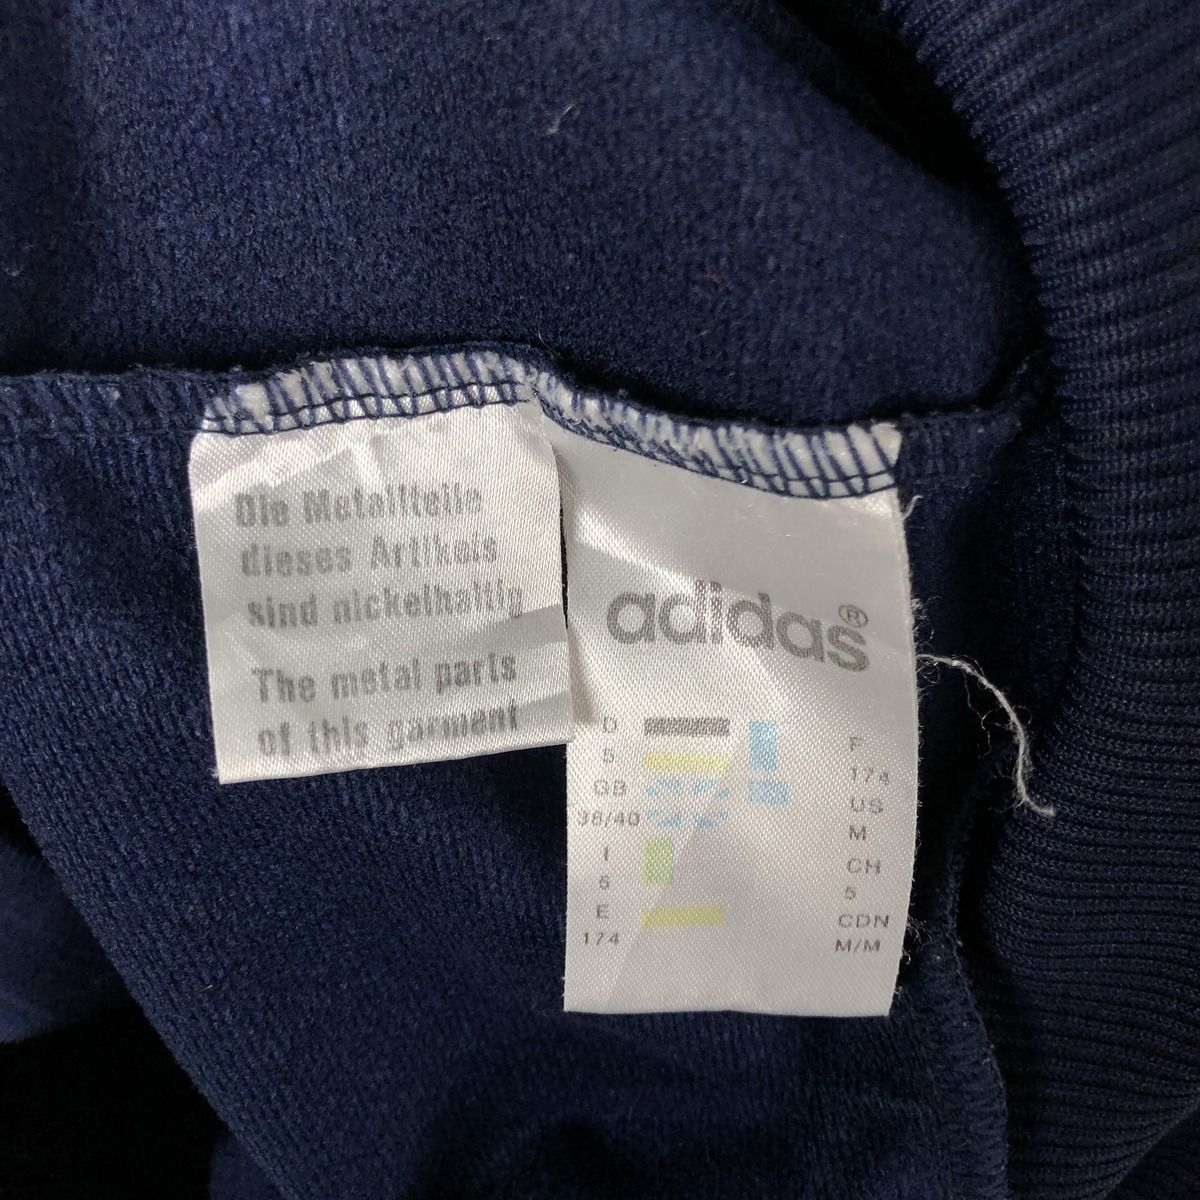 Die Metallteile
dieses Artikels
sind nickelhaltig
The metal parts
of this garment
adidas®
D
5
GB
38/40
I
5
E
174
F
174
US
M
CH
5
CDN
M/M